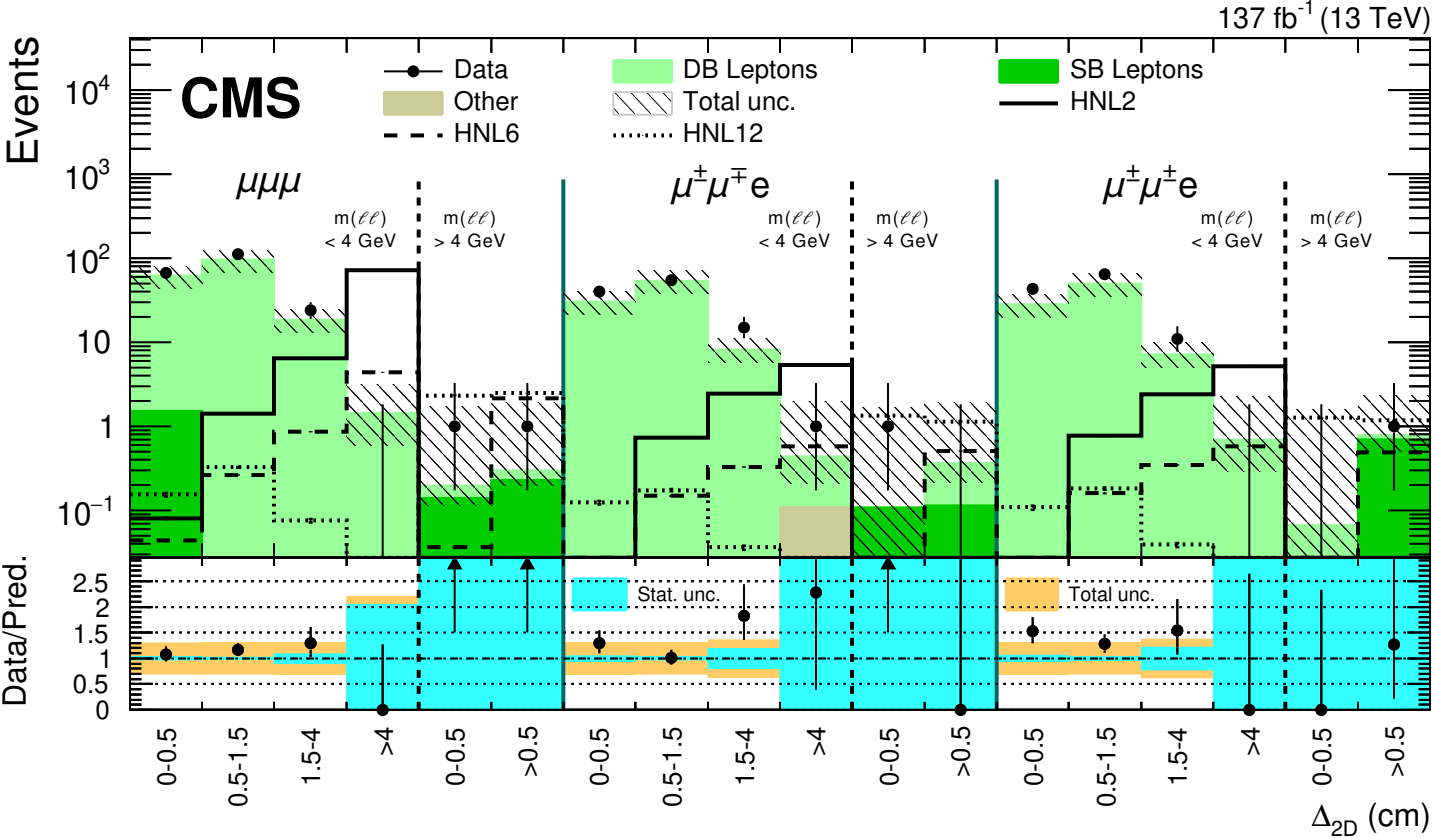 137 fb⁻¹ (13 TeV)
Events
10⁴
10³
10²
10
1
10⁻¹
CMS
Data
DB Leptons
SB Leptons
Other
Total unc.
HNL2
HNL6
HNL12
μμμ
μ±μ∓e
μ±μ±e
m(ℓℓ)
< 4 GeV
m(ℓℓ)
> 4 GeV
m(ℓℓ)
< 4 GeV
m(ℓℓ)
> 4 GeV
m(ℓℓ)
< 4 GeV
m(ℓℓ)
> 4 GeV
Data/Pred.
2.5
2
1.5
1
0.5
0
Stat. unc.
Total unc.
0-0.5
0.5-1.5
1.5-4
>4
0-0.5
>0.5
0-0.5
0.5-1.5
1.5-4
>4
0-0.5
>0.5
0-0.5
0.5-1.5
1.5-4
>4
0-0.5
>0.5
Δ₂D (cm)